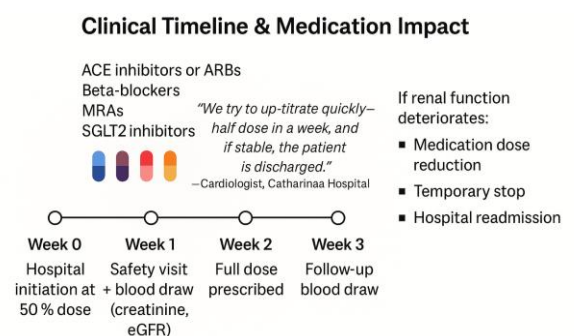 Clinical Timeline & Medication Impact
ACE inhibitors or ARBs
Beta-blockers
MRAs
SGLT2 inhibitors
“We try to up-titrate quickly—
half dose in a week, and
if stable, the patient
is discharged.”
—Cardiologist, Catharinaa Hospital
If renal function
deteriorates:
▪ Medication dose
reduction
▪ Temporary stop
▪ Hospital readmission
Week 0
Hospital
initiation at
50 % dose
Week 1
Safety visit
+ blood draw
(creatinine,
eGFR)
Week 2
Full dose
prescribed
Week 3
Follow-up
blood draw